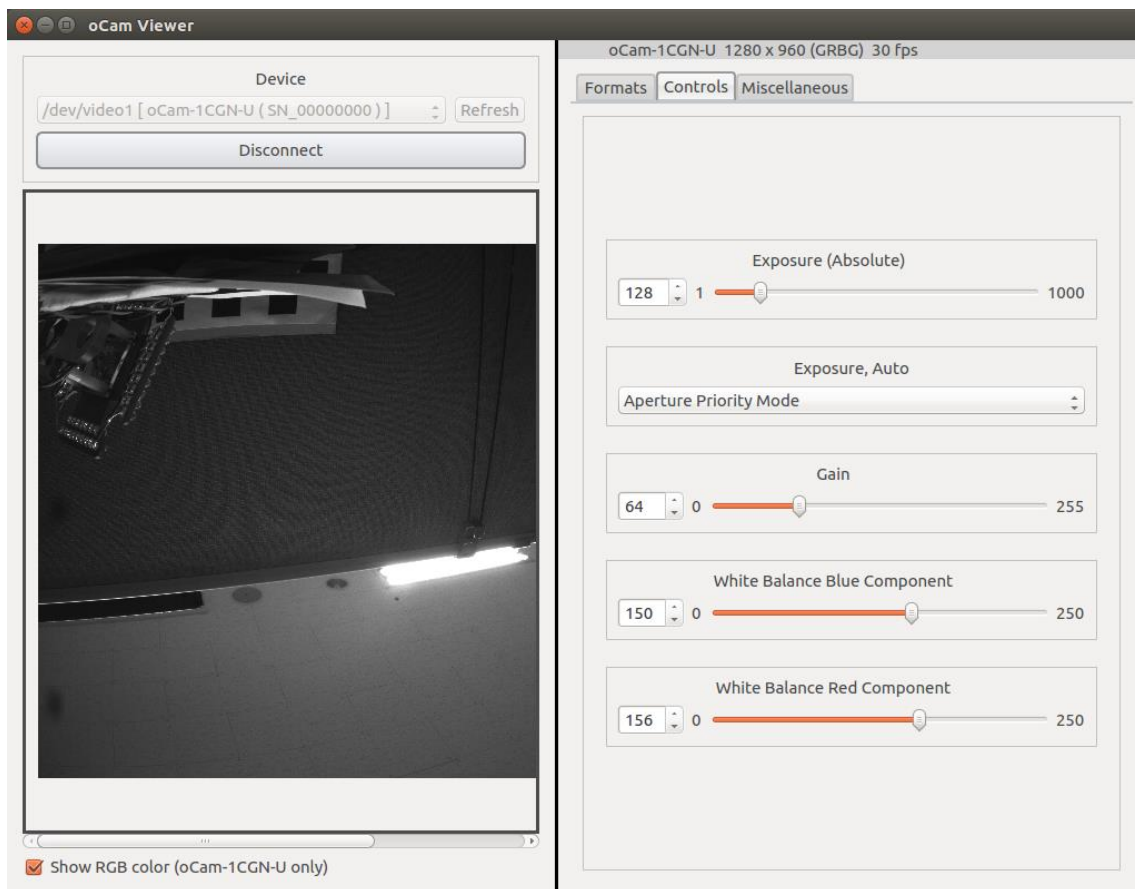 oCam Viewer
Device
/dev/video1 [ oCam-1CGN-U ( SN_00000000 ) ]
Refresh
Disconnect
Show RGB color (oCam-1CGN-U only)
oCam-1CGN-U 1280 x 960 (GRBG) 30 fps
Formats Controls Miscellaneous
Exposure (Absolute)
128 1 1000
Exposure, Auto
Aperture Priority Mode
Gain
64 0 255
White Balance Blue Component
150 0 250
White Balance Red Component
156 0 250